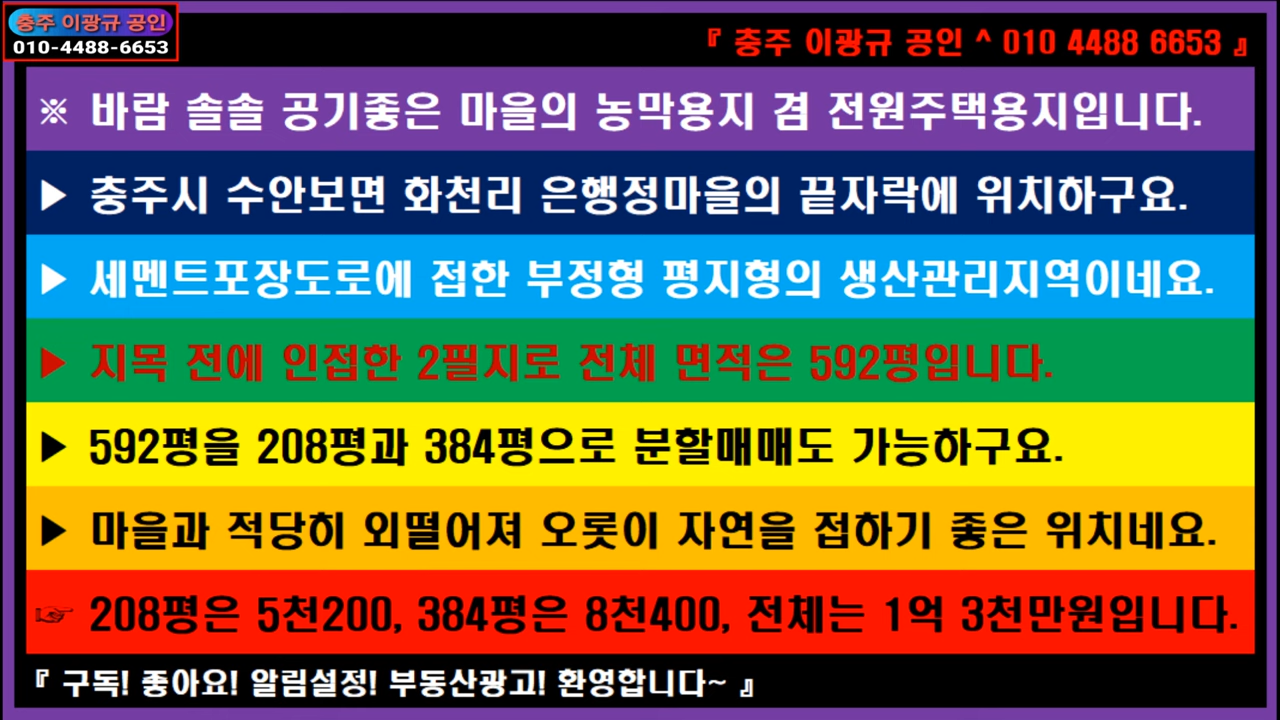 충주 이광규 공인
010-4488-6653
『 충주 이광규 공인 ^ 010 4488 6653 』
※ 바람 솔솔 공기좋은 마을의 농막용지 겸 전원주택용지입니다.
▶ 충주시 수안보면 화천리 은행정마을의 끝자락에 위치하구요.
▶ 세멘트포장도로에 접한 부정형 평지형의 생산관리지역이네요.
▶ 지목 전에 인접한 2필지로 전체 면적은 592평입니다.
▶ 592평을 208평과 384평으로 분할매매도 가능하구요.
▶ 마을과 적당히 외떨어져 오롯이 자연을 접하기 좋은 위치네요.
☞ 208평은 5천200, 384평은 8천400, 전체는 1억 3천만원입니다.
『 구독! 좋아요! 알림설정! 부동산광고! 환영합니다~ 』